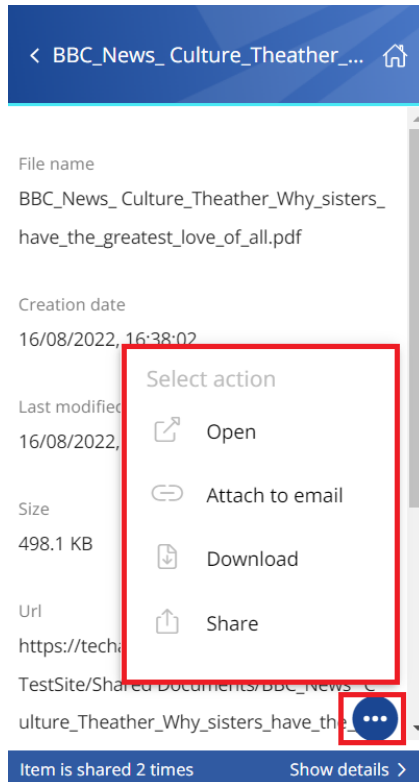 BBC_News_ Culture_Theather_...
File name
BBC_News_ Culture_Theather_Why_sisters_
have_the_greatest_love_of_all.pdf
Creation date
16/08/2022, 16:38:02
Last modified
16/08/2022,
Select action
Open
Attach to email
Download
Share
Size
498.1 KB
Url
https://techa
TestSite/Shared Documents/BBC_News_ C
ulture_Theather_Why_sisters_have_the_
Item is shared 2 times
Show details